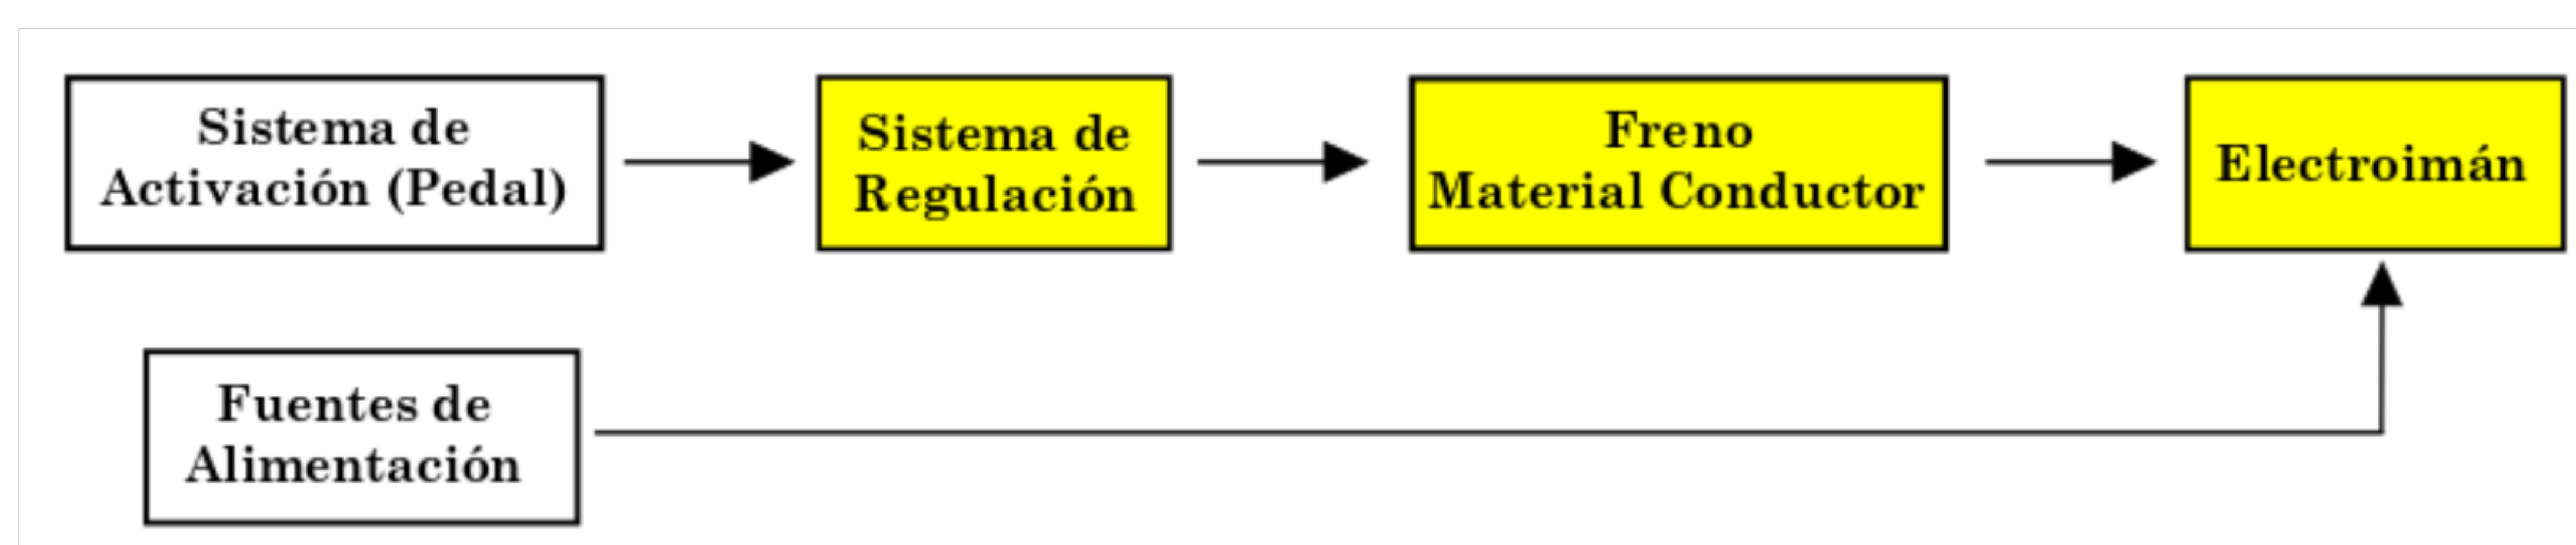 Sistema de
Activación (Pedal)
Sistema de
Regulación
Freno
Material Conductor
Electroimán
Fuentes de
Alimentación